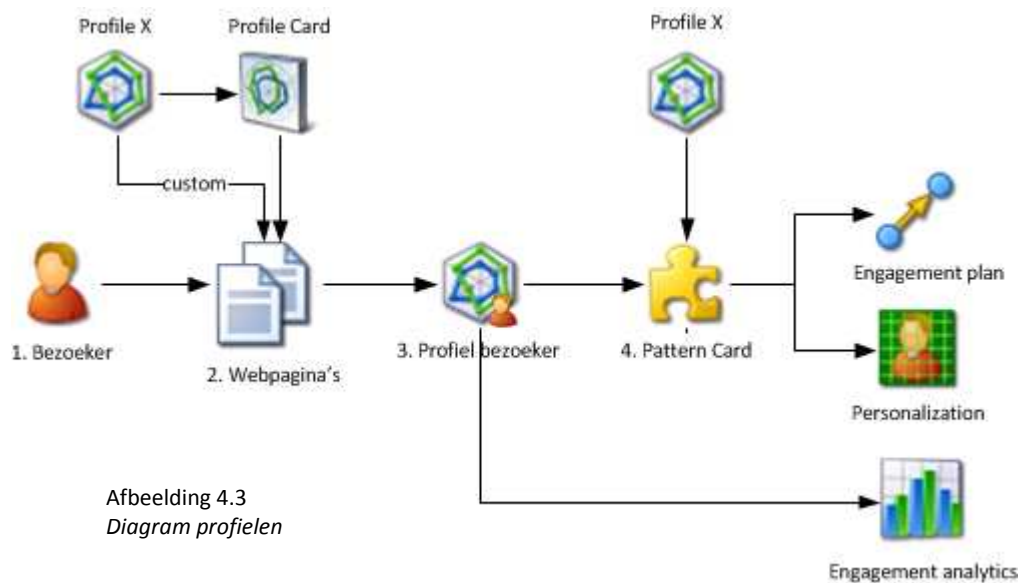 Profile X
Profile Card
Profile X
custom
Engagement plan
1. Bezoeker
2. Webpagina's
3. Profiel bezoeker
4. Pattern Card
Personalization
Afbeelding 4.3
Diagram profielen
Engagement analytics